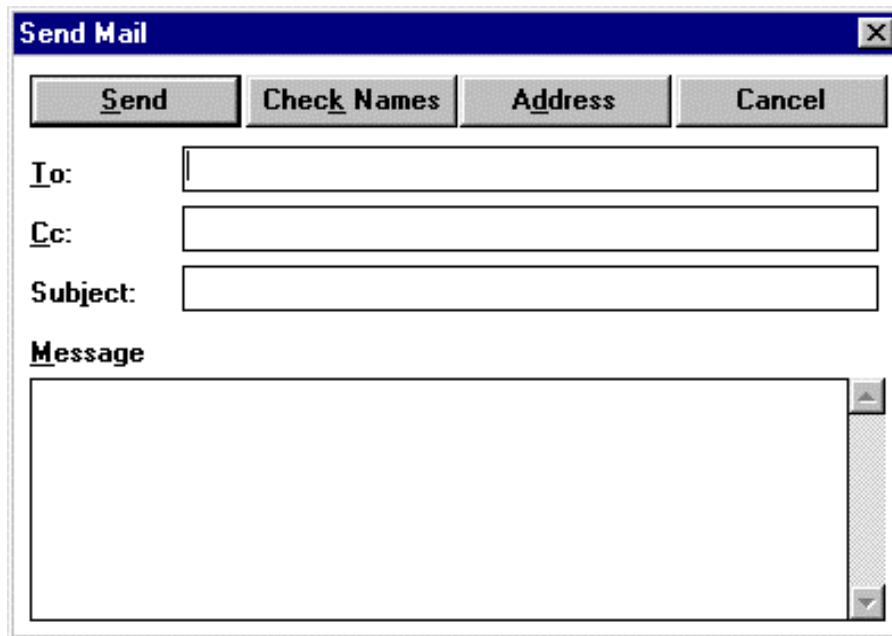 Send Mail
Send Check Names Address Cancel
To:
Cc:
Subject:
Message